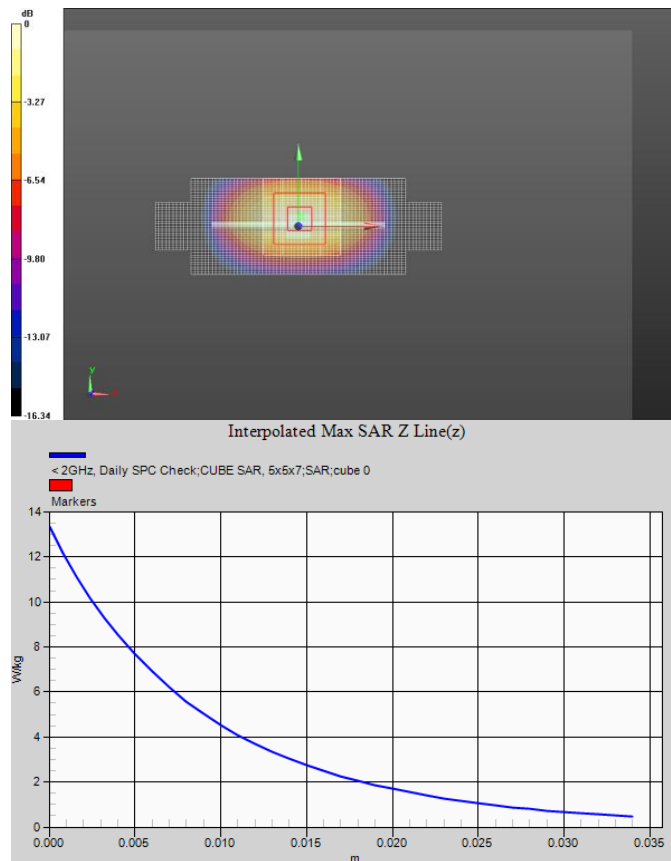 dB
0
-3.27
-6.54
-9.80
-13.07
-16.34
Y
Interpolated Max SAR Z Line(z)
< 2GHz, Daily SPC Check;CUBE SAR, 5x5x7;SAR;cube 0
Markers
14
12
10
8
6
4
2
0
W/kg
0.000 0.005 0.010 0.015 0.020 0.025 0.030 0.035
m